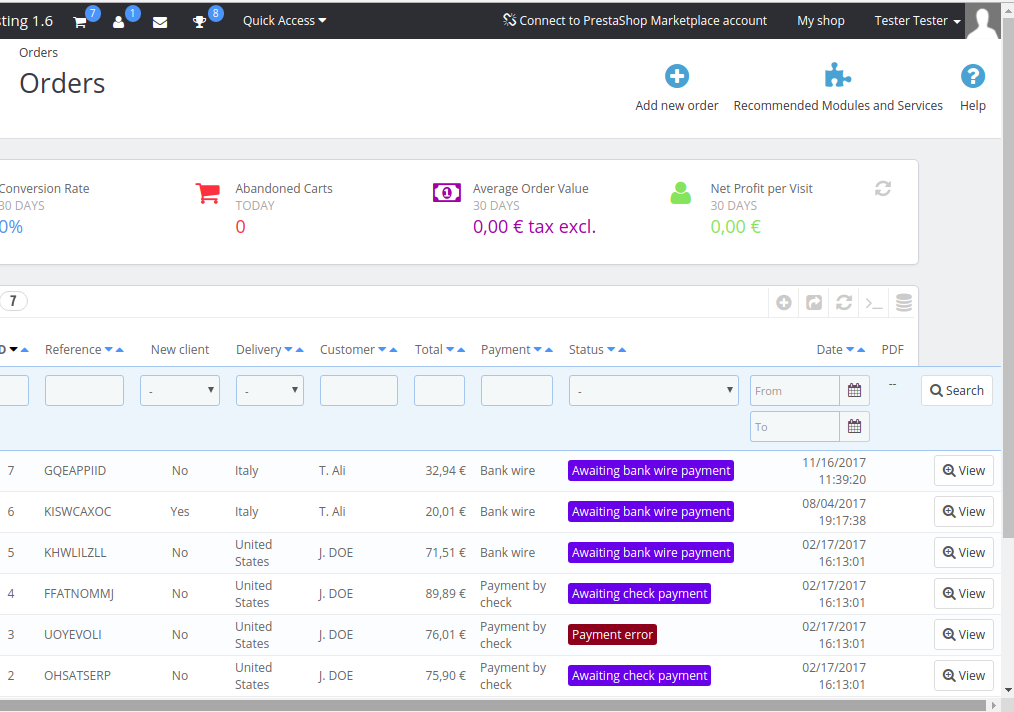 sting 1.6 7 1 8 Quick Access Connect to PrestaShop Marketplace account My shop Tester Tester
Orders
Orders
Add new order Recommended Modules and Services Help
Conversion Rate
30 DAYS
0%
Abandoned Carts
TODAY
0
Average Order Value
30 DAYS
0,00 € tax excl.
Net Profit per Visit
30 DAYS
0,00 €
7
D Reference New client Delivery Customer Total Payment Status Date PDF
- - - From -- Search
To
7 GQEAPPIID No Italy T. Ali 32,94 € Bank wire Awaiting bank wire payment 11/16/2017 11:39:20 View
6 KISWCAXOC Yes Italy T. Ali 20,01 € Bank wire Awaiting bank wire payment 08/04/2017 19:17:38 View
5 KHWLILZLL No United States J. DOE 71,51 € Bank wire Awaiting bank wire payment 02/17/2017 16:13:01 View
4 FFATNOMMJ No United States J. DOE 89,89 € Payment by check Awaiting check payment 02/17/2017 16:13:01 View
3 UOYEVOLI No United States J. DOE 76,01 € Payment by check Payment error 02/17/2017 16:13:01 View
2 OHSATSERP No United States J. DOE 75,90 € Payment by check Awaiting check payment 02/17/2017 16:13:01 View